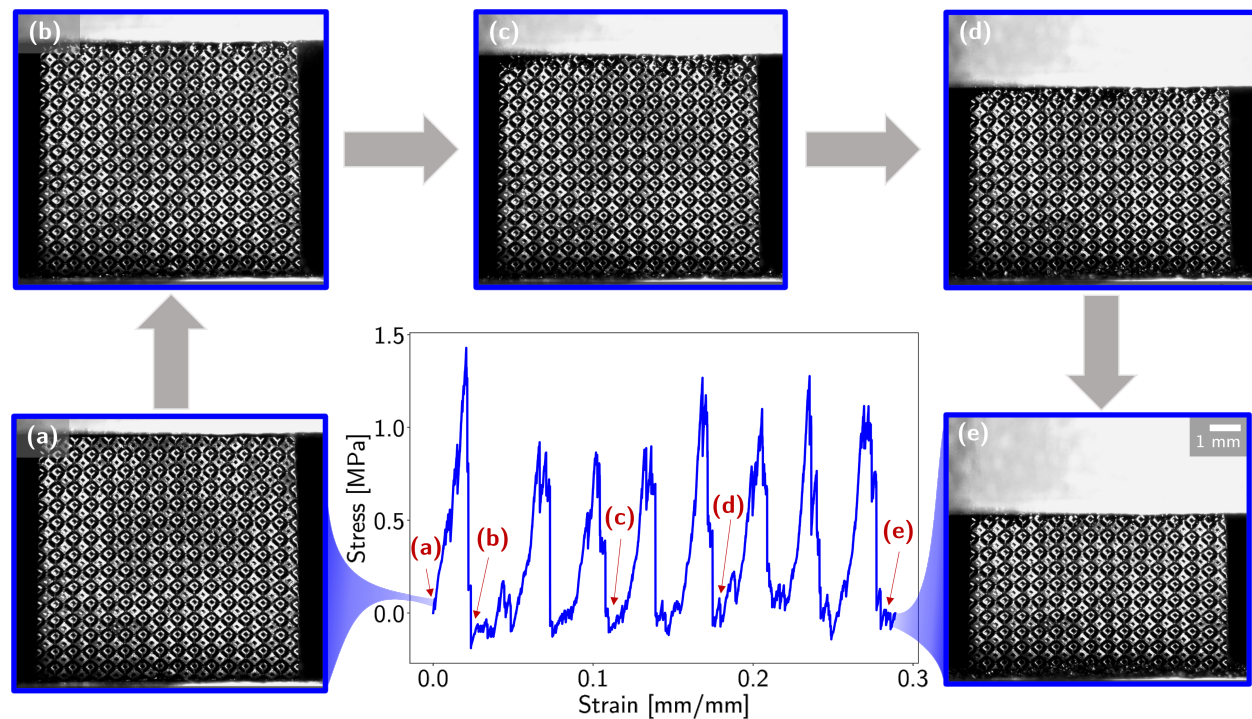 (b)
(c)
(d)
(a)
(e)
1 mm
Stress [MPa]
1.5
1.0
0.5
0.0
(a)
(b)
(c)
(d)
(e)
0.0
0.1
0.2
0.3
Strain [mm/mm]